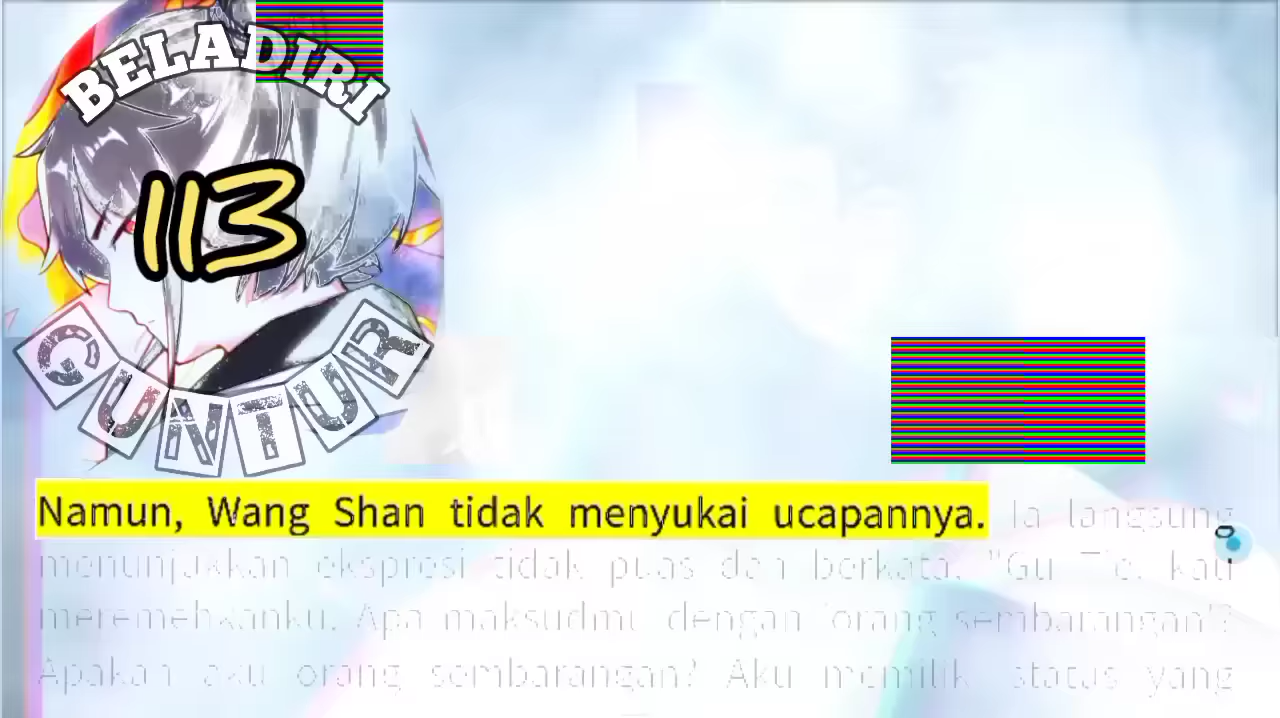 BELADIRI
113
GUNTUR
Namun, Wang Shan tidak menyukai ucapannya. Ia langsung
menunjukkan ekspresi tidak puas dan berkata. "Gu Tie, kau
meremehkanku. Apa maksudmu dengan 'orang sembarangan'?
Apakah aku orang sembarangan? Aku memiliki status yang